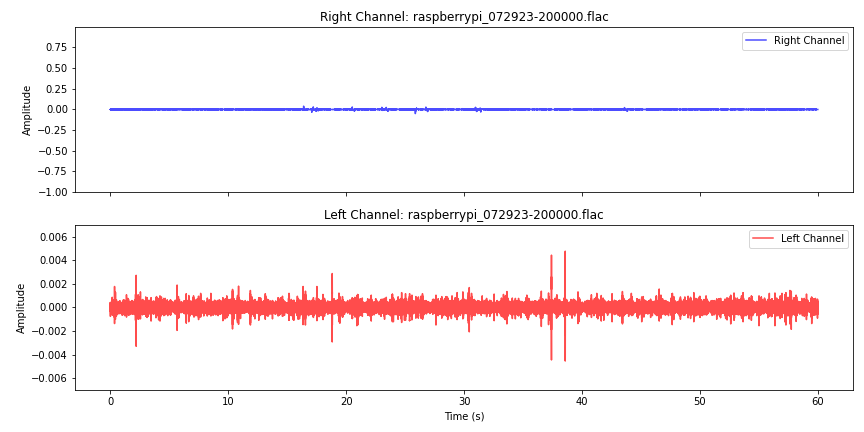 Right Channel: raspberrypi_072923-200000.flac
Right Channel
Amplitude
0.75
0.50
0.25
0.00
−0.25
−0.50
−0.75
−1.00
Left Channel: raspberrypi_072923-200000.flac
Left Channel
Amplitude
0.006
0.004
0.002
0.000
−0.002
−0.004
−0.006
0 10 20 30 40 50 60
Time (s)